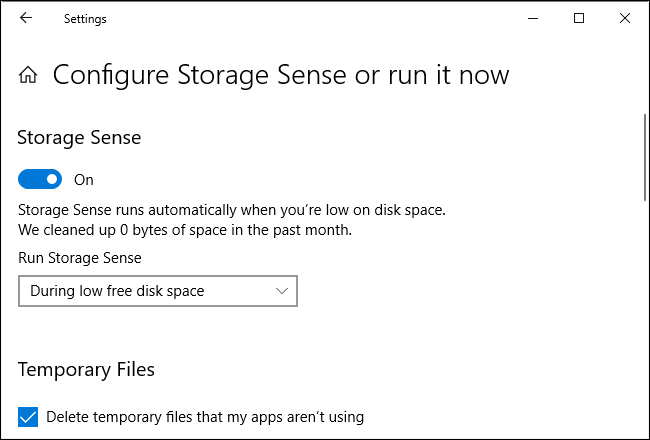 Settings
Configure Storage Sense or run it now
Storage Sense
On
Storage Sense runs automatically when you’re low on disk space.
We cleaned up 0 bytes of space in the past month.
Run Storage Sense
During low free disk space
Temporary Files
Delete temporary files that my apps aren’t using